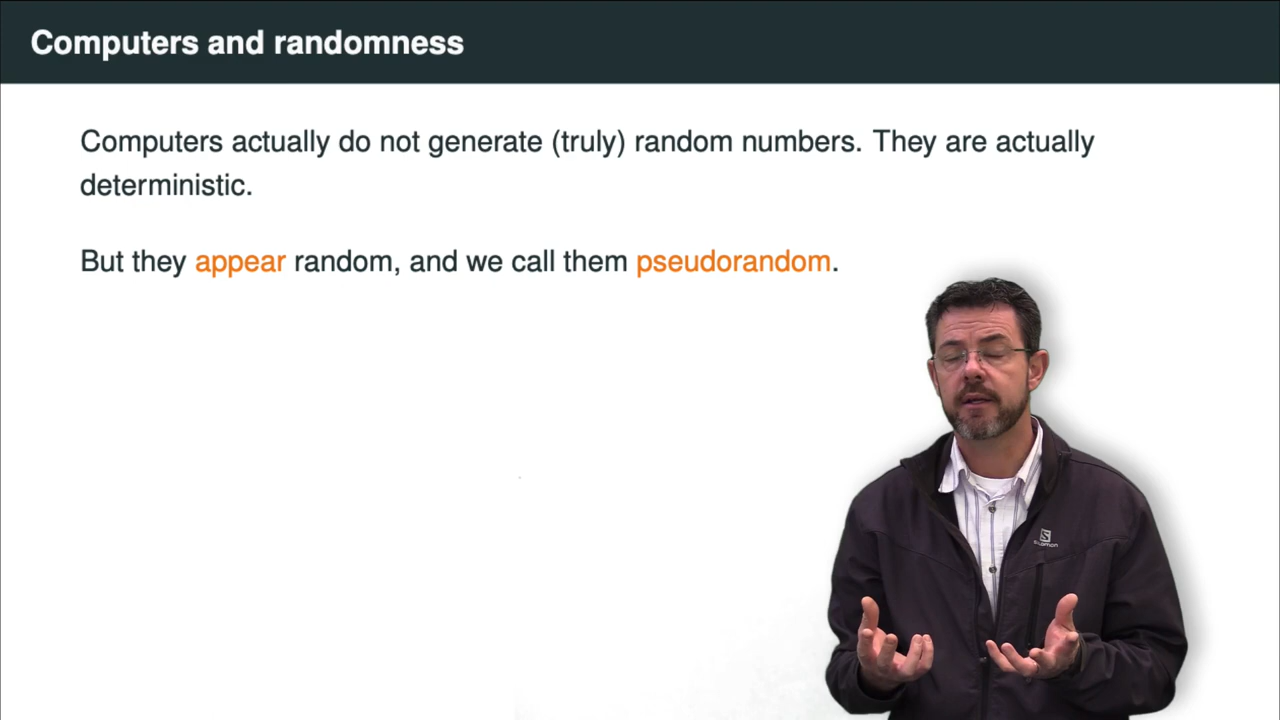 Computers and randomness
Computers actually do not generate (truly) random numbers. They are actually
deterministic.
But they appear random, and we call them pseudorandom.
S
salomon